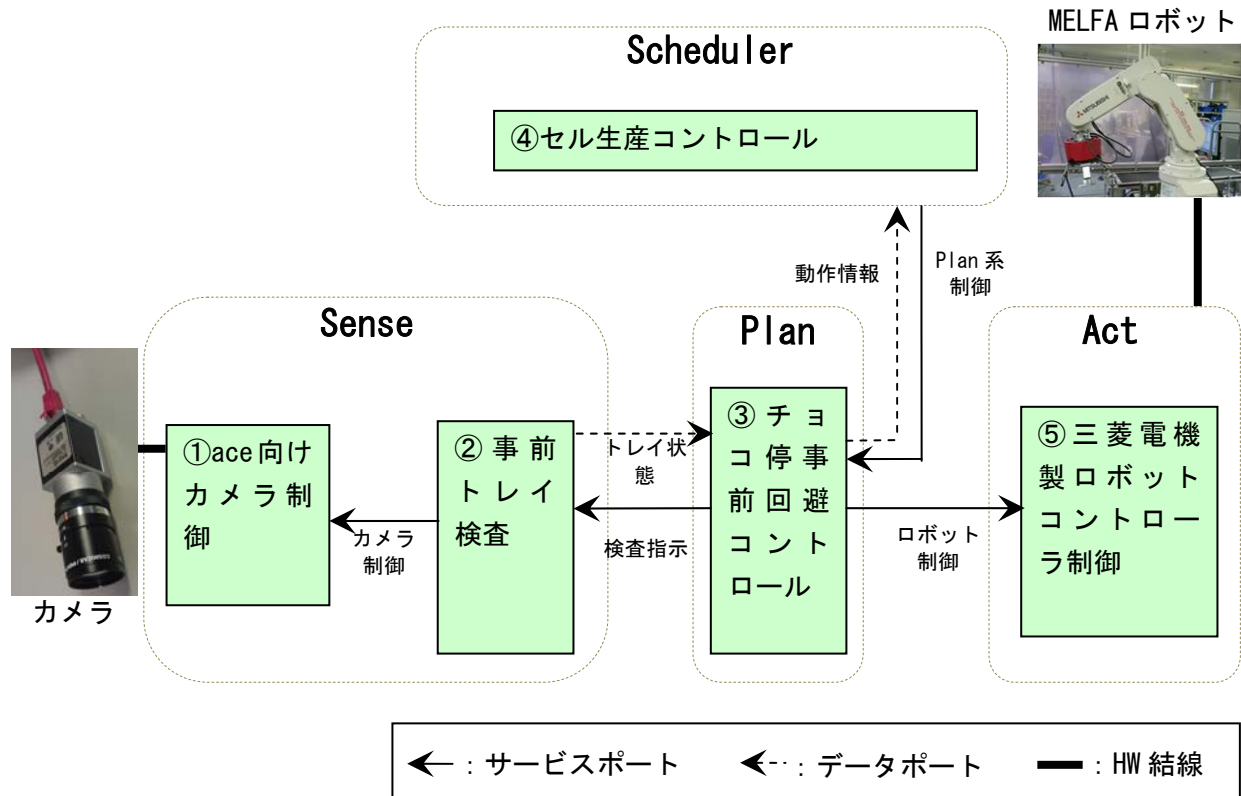 MELFA ロボット
Scheduler
④セル生産コントロール
MITSUBISHI
動作情報
Plan 系
制御
Sense
Plan
Act
①ace 向け
カメラ制
御
②事前
トレイ
検査
トレイ状
態
③チョ
コ停事
前回避
コント
ロール
⑤三菱電機
製ロボット
コントロー
ラ制御
カメラ
制御
検査指示
ロボット
制御
カメラ
：サービスポート
：データポート
：HW 結線